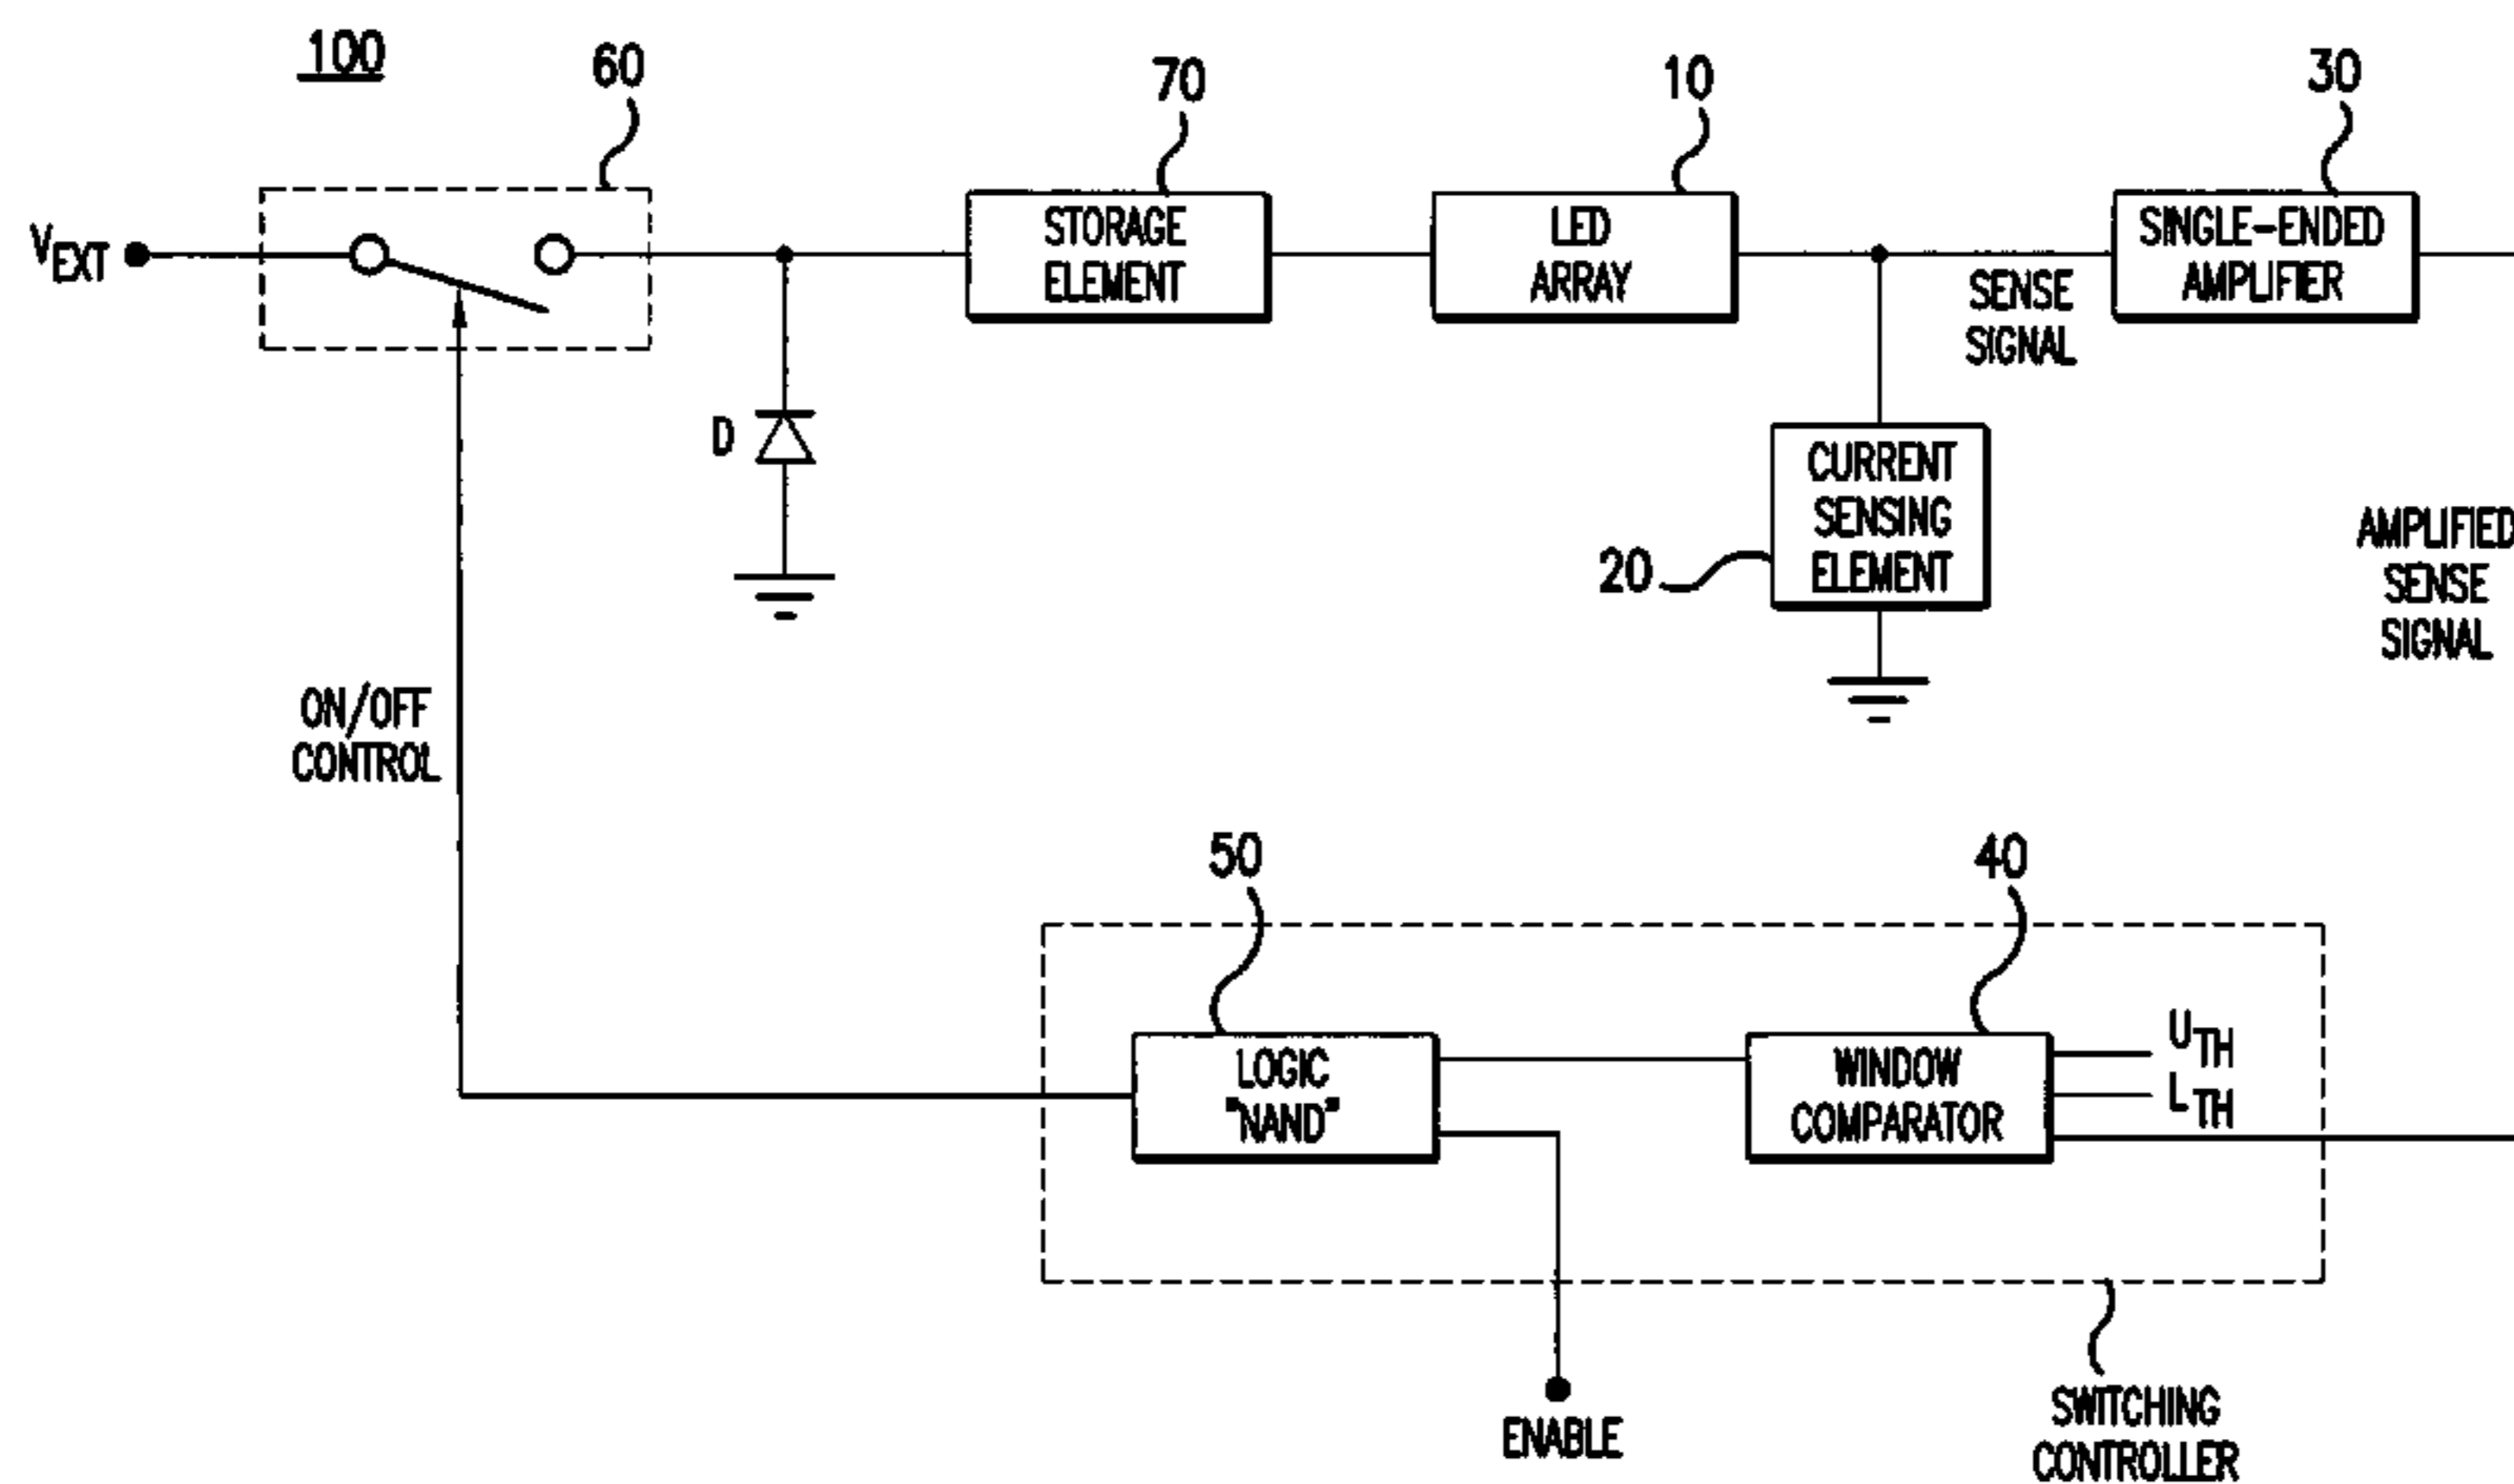 100
60
70
10
30
VEXT
STORAGE
ELEMENT
LED
ARRAY
SINGLE-ENDED
AMPLIFIER
SENSE
SIGNAL
D
CURRENT
SENSING
ELEMENT
20
AMPLIFIED
SENSE
SIGNAL
ON/OFF
CONTROL
50
40
LOGIC
"NAND"
WINDOW
COMPARATOR
UTH
LTH
ENABLE
SWITCHING
CONTROLLER